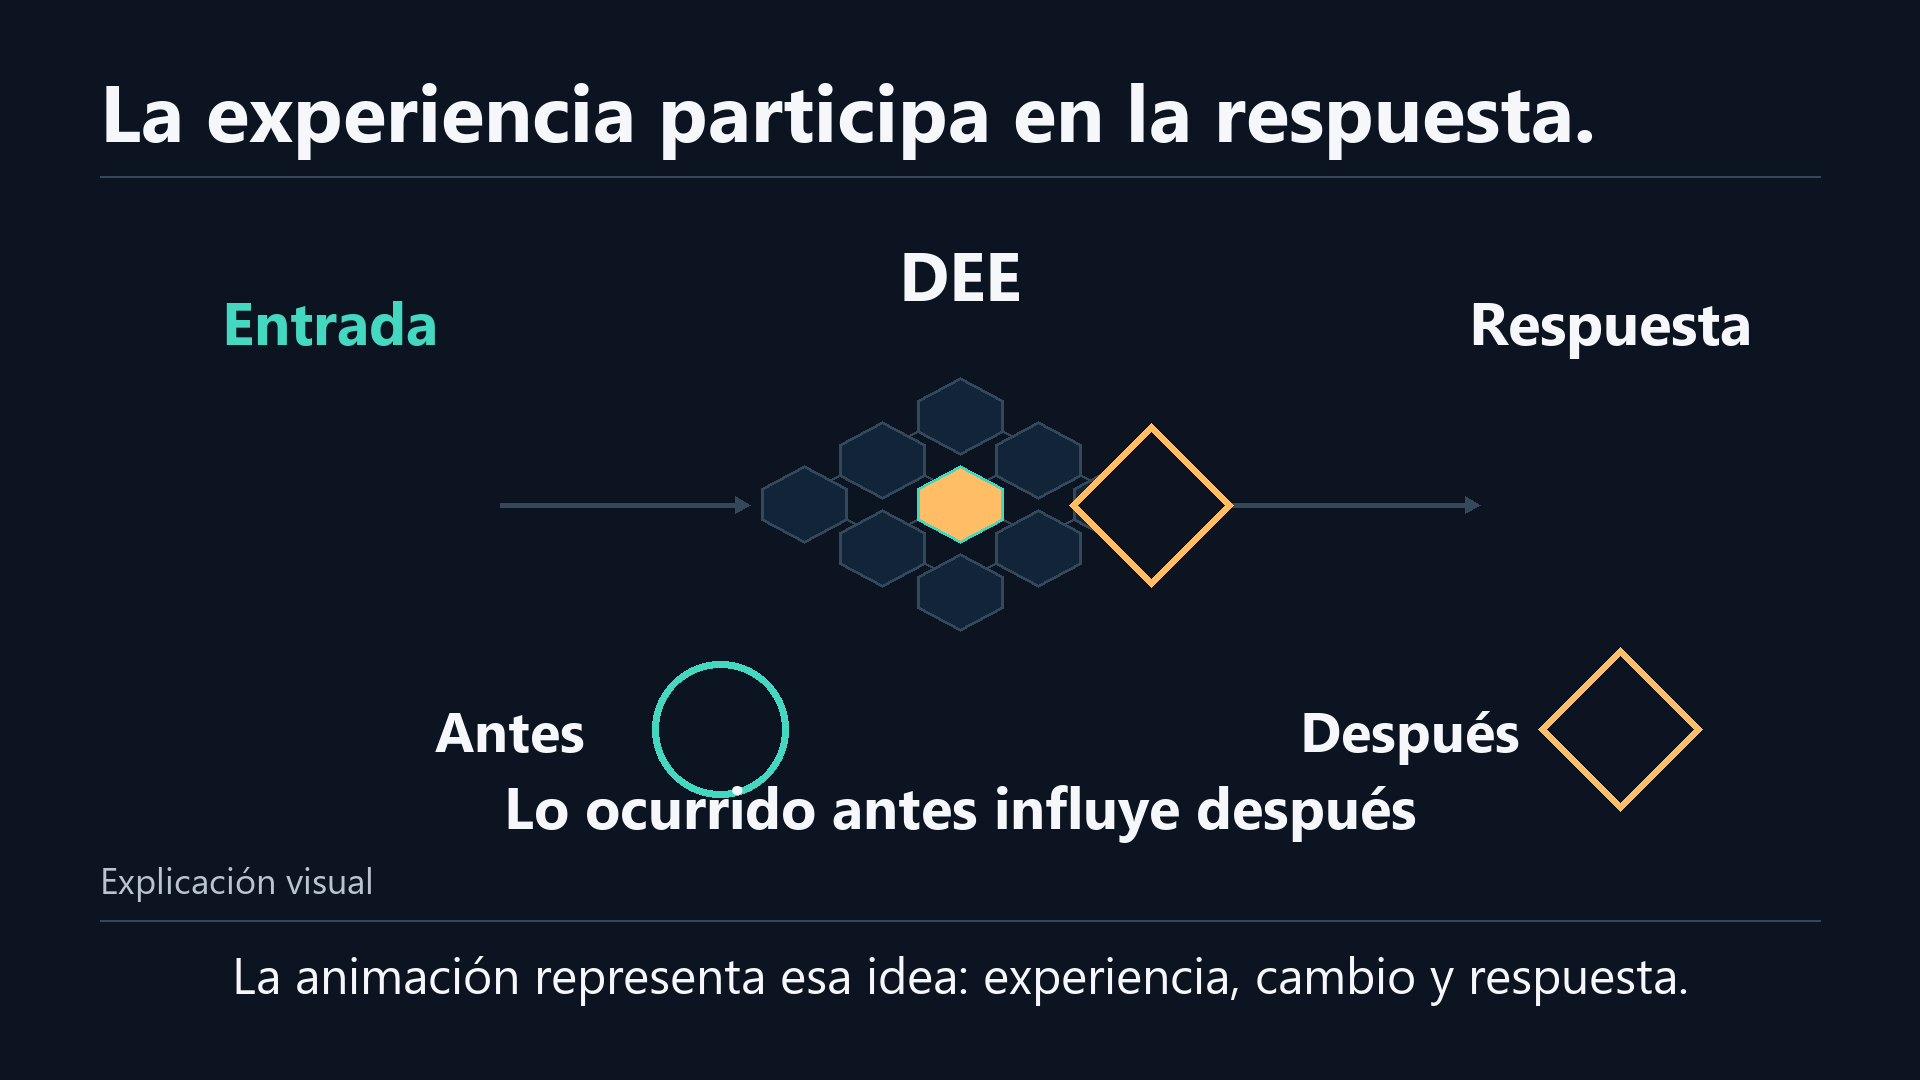 La experiencia participa en la respuesta.
DEE
Entrada
Respuesta
Antes
Después
Lo ocurrido antes influye después
Explicación visual
La animación representa esa idea: experiencia, cambio y respuesta.